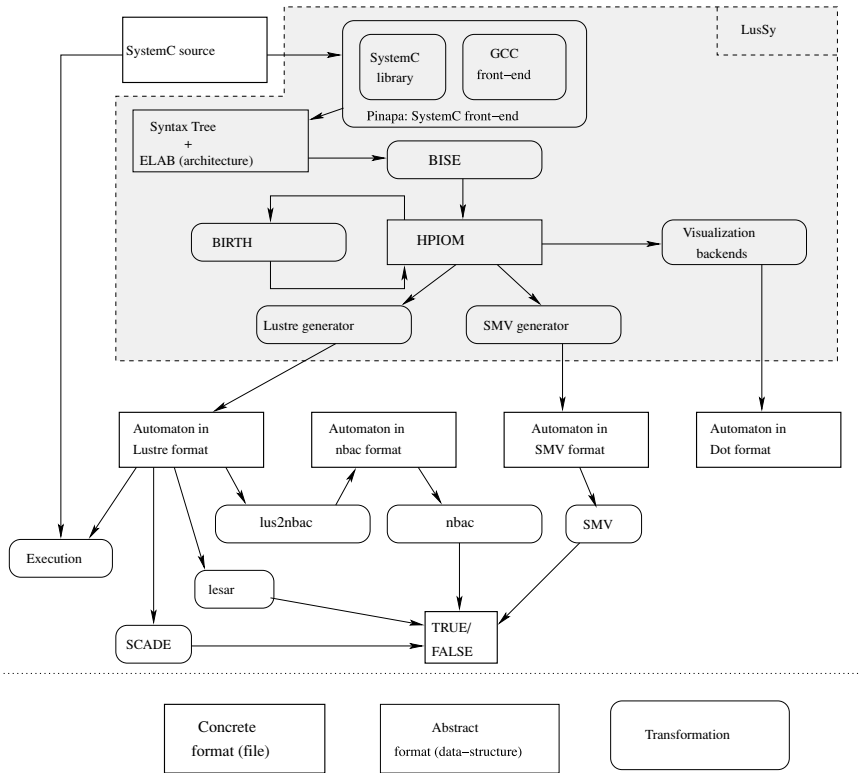 LusSy
SystemC source
SystemC
library
GCC
front−end
Pinapa: SystemC front−end
Syntax Tree
+
ELAB (architecture)
BISE
BIRTH
HPIOM
Visualization
backends
Lustre generator
SMV generator
Automaton in
Lustre format
Automaton in
nbac format
Automaton in
SMV format
Automaton in
Dot format
lus2nbac
nbac
SMV
Execution
lesar
SCADE
TRUE/
FALSE
Concrete
format (file)
Abstract
format (data−structure)
Transformation